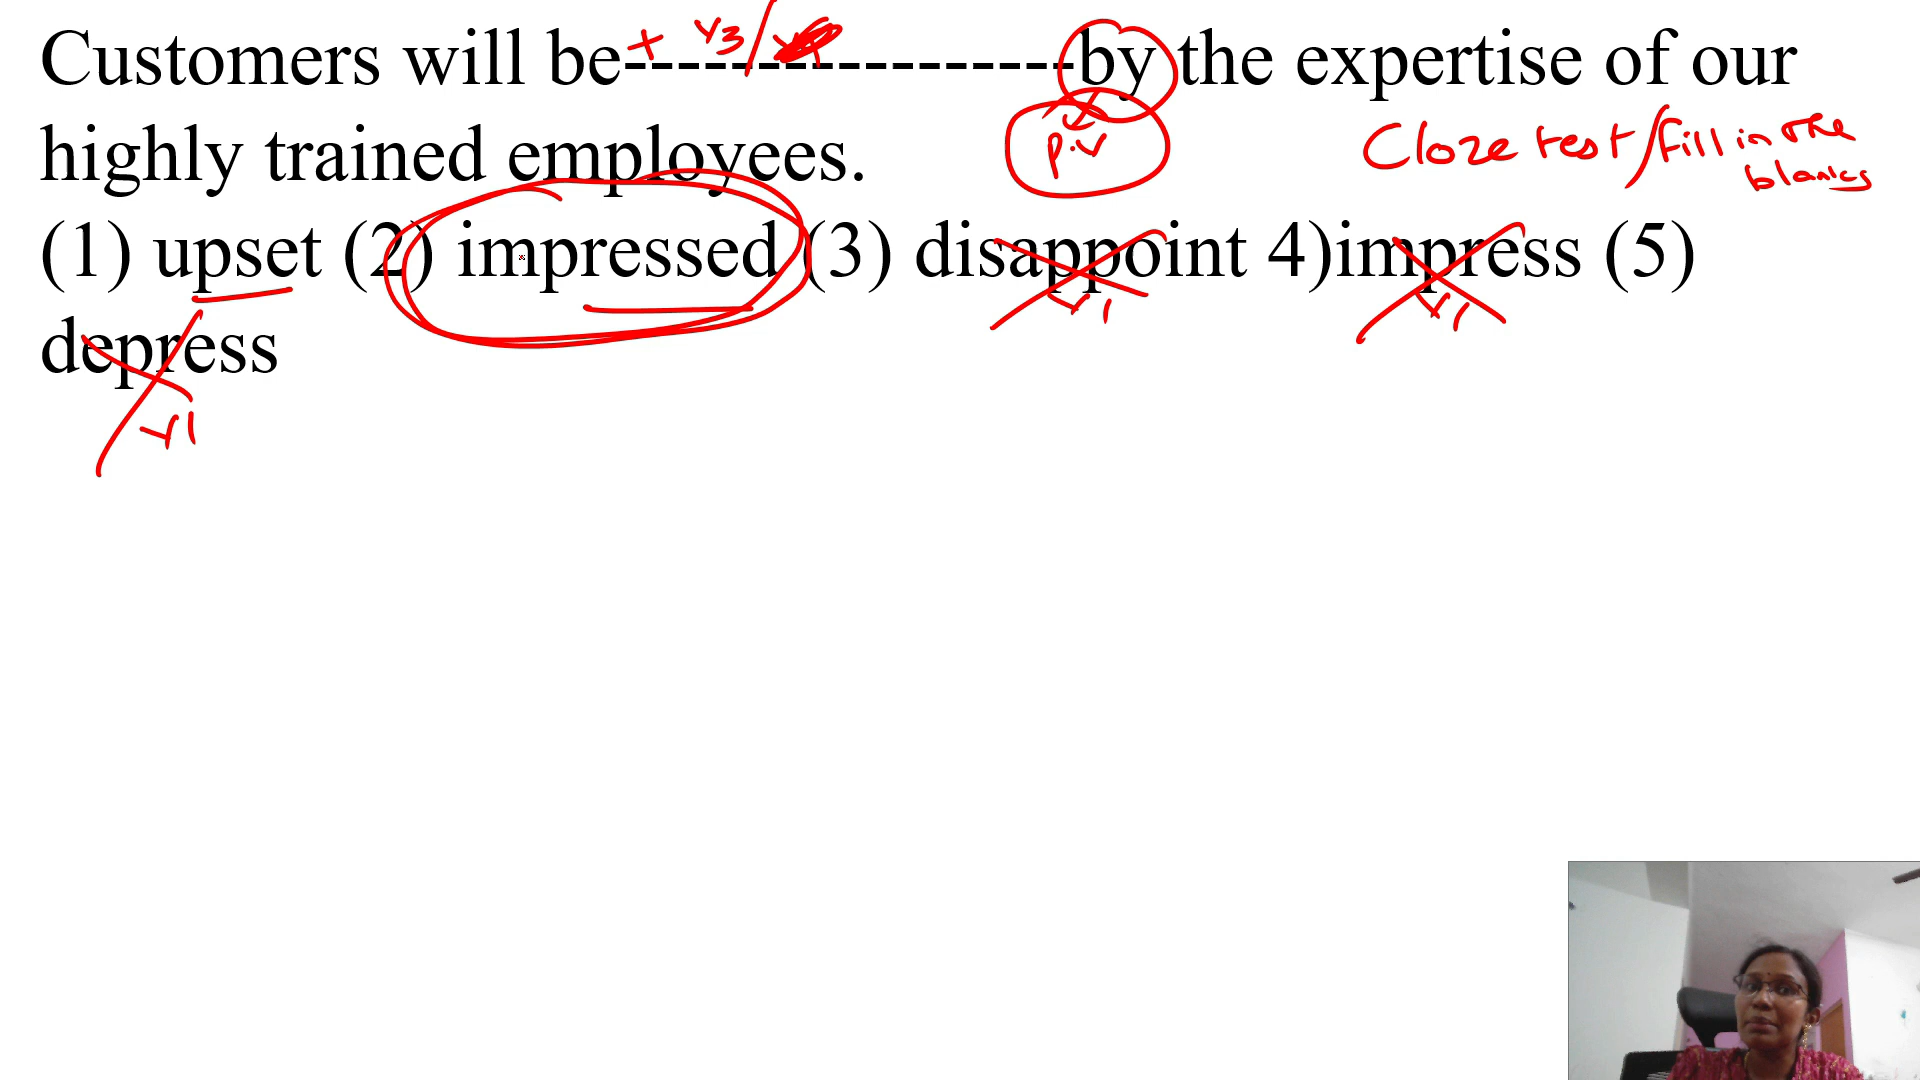 + v3/
Customers will be-----------------by the expertise of our
p.v
Cloze test/fill in the
blanks
highly trained employees.
(1) upset (2) impressed (3) disappoint 4)impress (5)
v1 v1
depress
v1